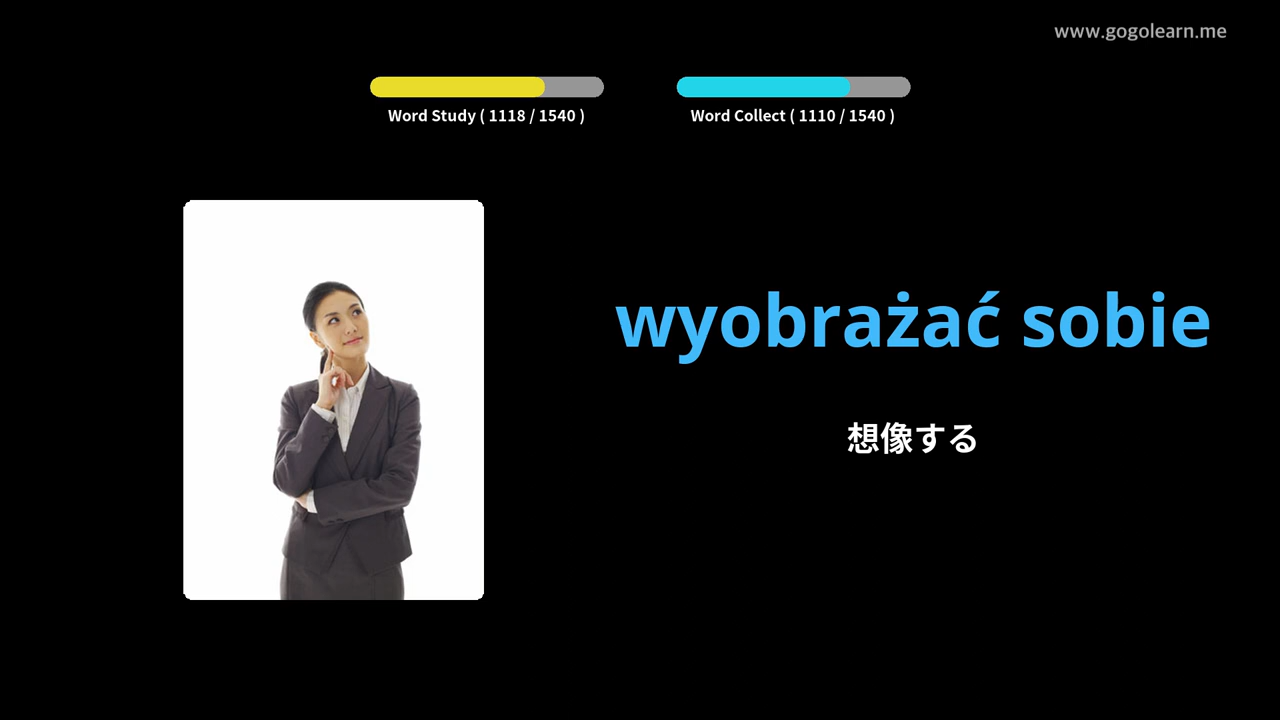 www.gogolearn.me
Word Study ( 1118 / 1540 )
Word Collect ( 1110 / 1540 )
wyobrażać sobie
想像する